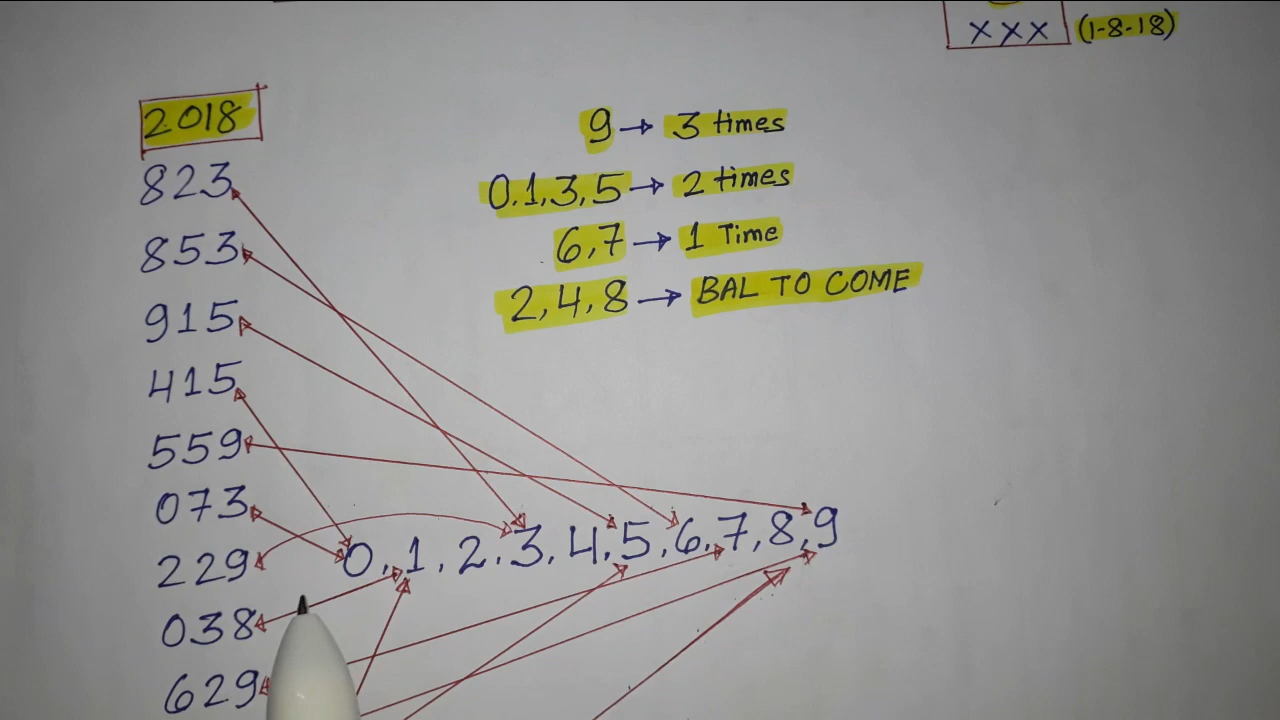 XXX (1-8-18)
2018
9 → 3 times
0.1,3,5 → 2 times
6,7 → 1 Time
2,4,8 → BAL TO COME
823
853
915
415
559
073
229
038
629
0.,1,2.3,4,5,6,7,8,9